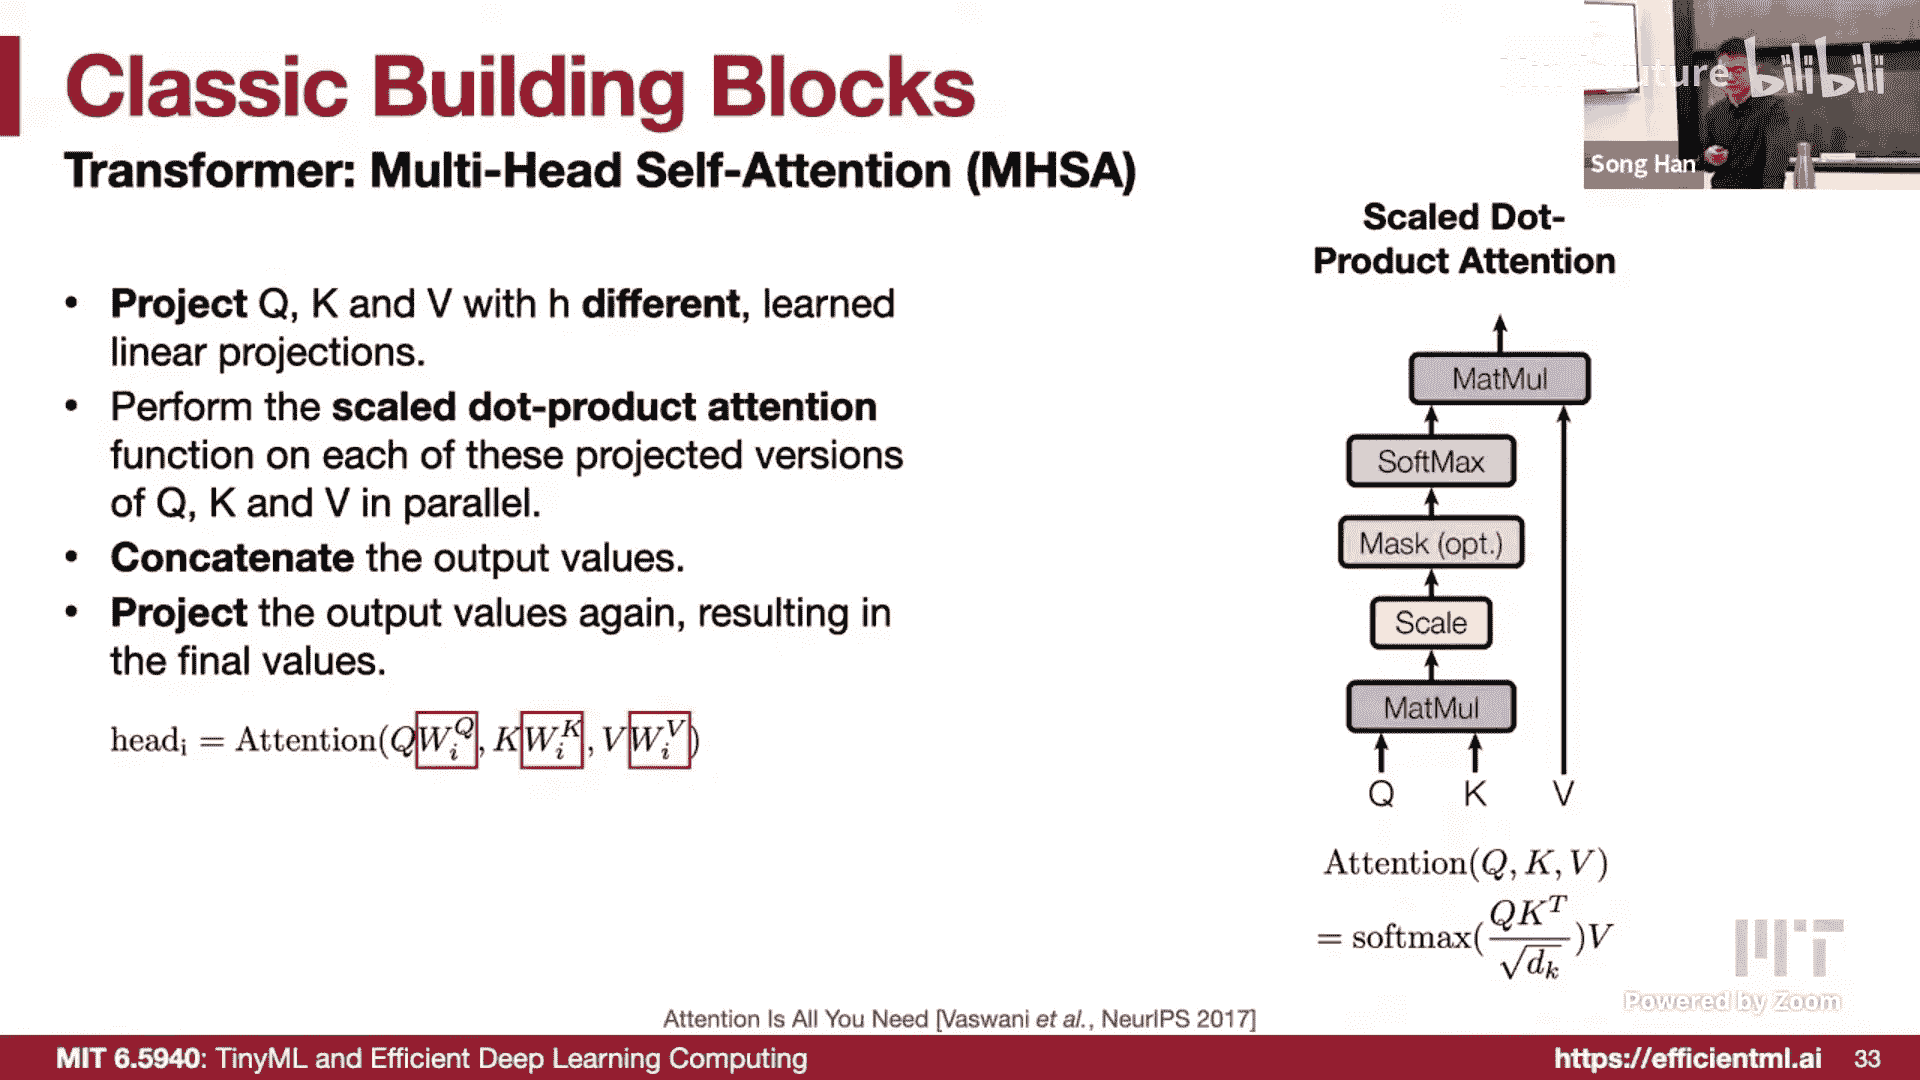 Classic Building Blocks
Transformer: Multi-Head Self-Attention (MHSA)
• Project Q, K and V with h different, learned
linear projections.
• Perform the scaled dot-product attention
function on each of these projected versions
of Q, K and V in parallel.
• Concatenate the output values.
• Project the output values again, resulting in
the final values.
headᵢ = Attention(QWᵢ^Q, KWᵢ^K, VWᵢ^V)
bilibili
Song Han
Scaled Dot-
Product Attention
MatMul
SoftMax
Mask (opt.)
Scale
MatMul
Q K V
Attention(Q, K, V)
= softmax(QK^T / √dₖ)V
MIT
Powered by Zoom
Attention Is All You Need [Vaswani et al., NeurIPS 2017]
MIT 6.5940: TinyML and Efficient Deep Learning Computing
https://efficientml.ai 33